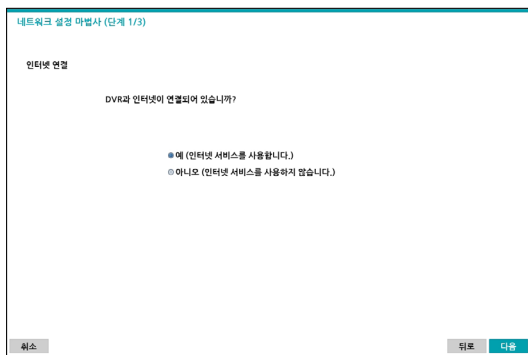 네트워크 설정 마법사 (단계 1/3)
인터넷 연결
DVR과 인터넷이 연결되어 있습니까?
예 (인터넷 서비스를 사용합니다.)
아니오 (인터넷 서비스를 사용하지 않습니다.)
취소
뒤로
다음